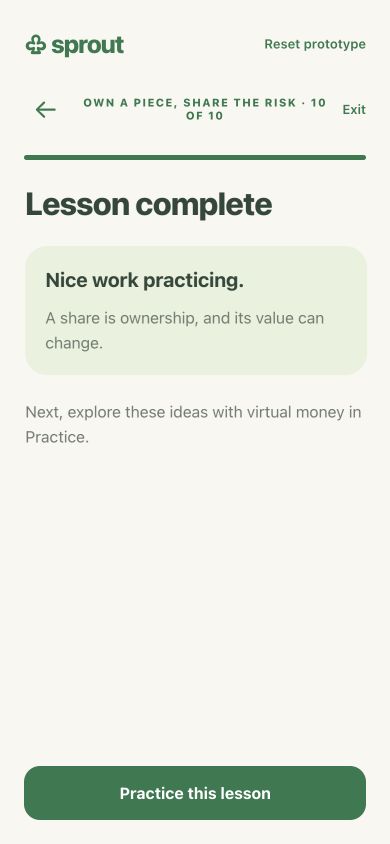 sprout
Reset prototype
OWN A PIECE, SHARE THE RISK · 10
OF 10
Exit
Lesson complete
Nice work practicing.
A share is ownership, and its value can
change.
Next, explore these ideas with virtual money in
Practice.
Practice this lesson